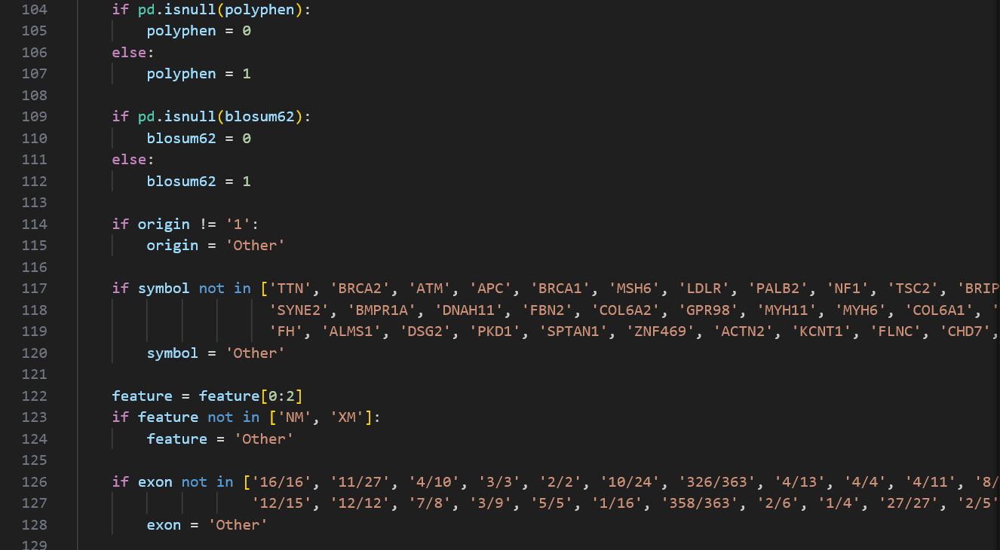 104 if pd.isnull(polyphen):
105 polyphen = 0
106 else:
107 polyphen = 1
108
109 if pd.isnull(blosum62):
110 blosum62 = 0
111 else:
112 blosum62 = 1
113
114 if origin != '1':
115 origin = 'Other'
116
117 if symbol not in ['TTN', 'BRCA2', 'ATM', 'APC', 'BRCA1', 'MSH6', 'LDLR', 'PALB2', 'NF1', 'TSC2', 'BRIP
118 'SYNE2', 'BMPR1A', 'DNAH11', 'FBN2', 'COL6A2', 'GPR98', 'MYH11', 'MYH6', 'COL6A1', '
119 'FH', 'ALMS1', 'DSG2', 'PKD1', 'SPTAN1', 'ZNF469', 'ACTN2', 'KCNT1', 'FLNC', 'CHD7',
120 symbol = 'Other'
121
122 feature = feature[0:2]
123 if feature not in ['NM', 'XM']:
124 feature = 'Other'
125
126 if exon not in ['16/16', '11/27', '4/10', '3/3', '2/2', '10/24', '326/363', '4/13', '4/4', '4/11', '8/
127 '12/15', '12/12', '7/8', '3/9', '5/5', '1/16', '358/363', '2/6', '1/4', '27/27', '2/5'
128 exon = 'Other'
129